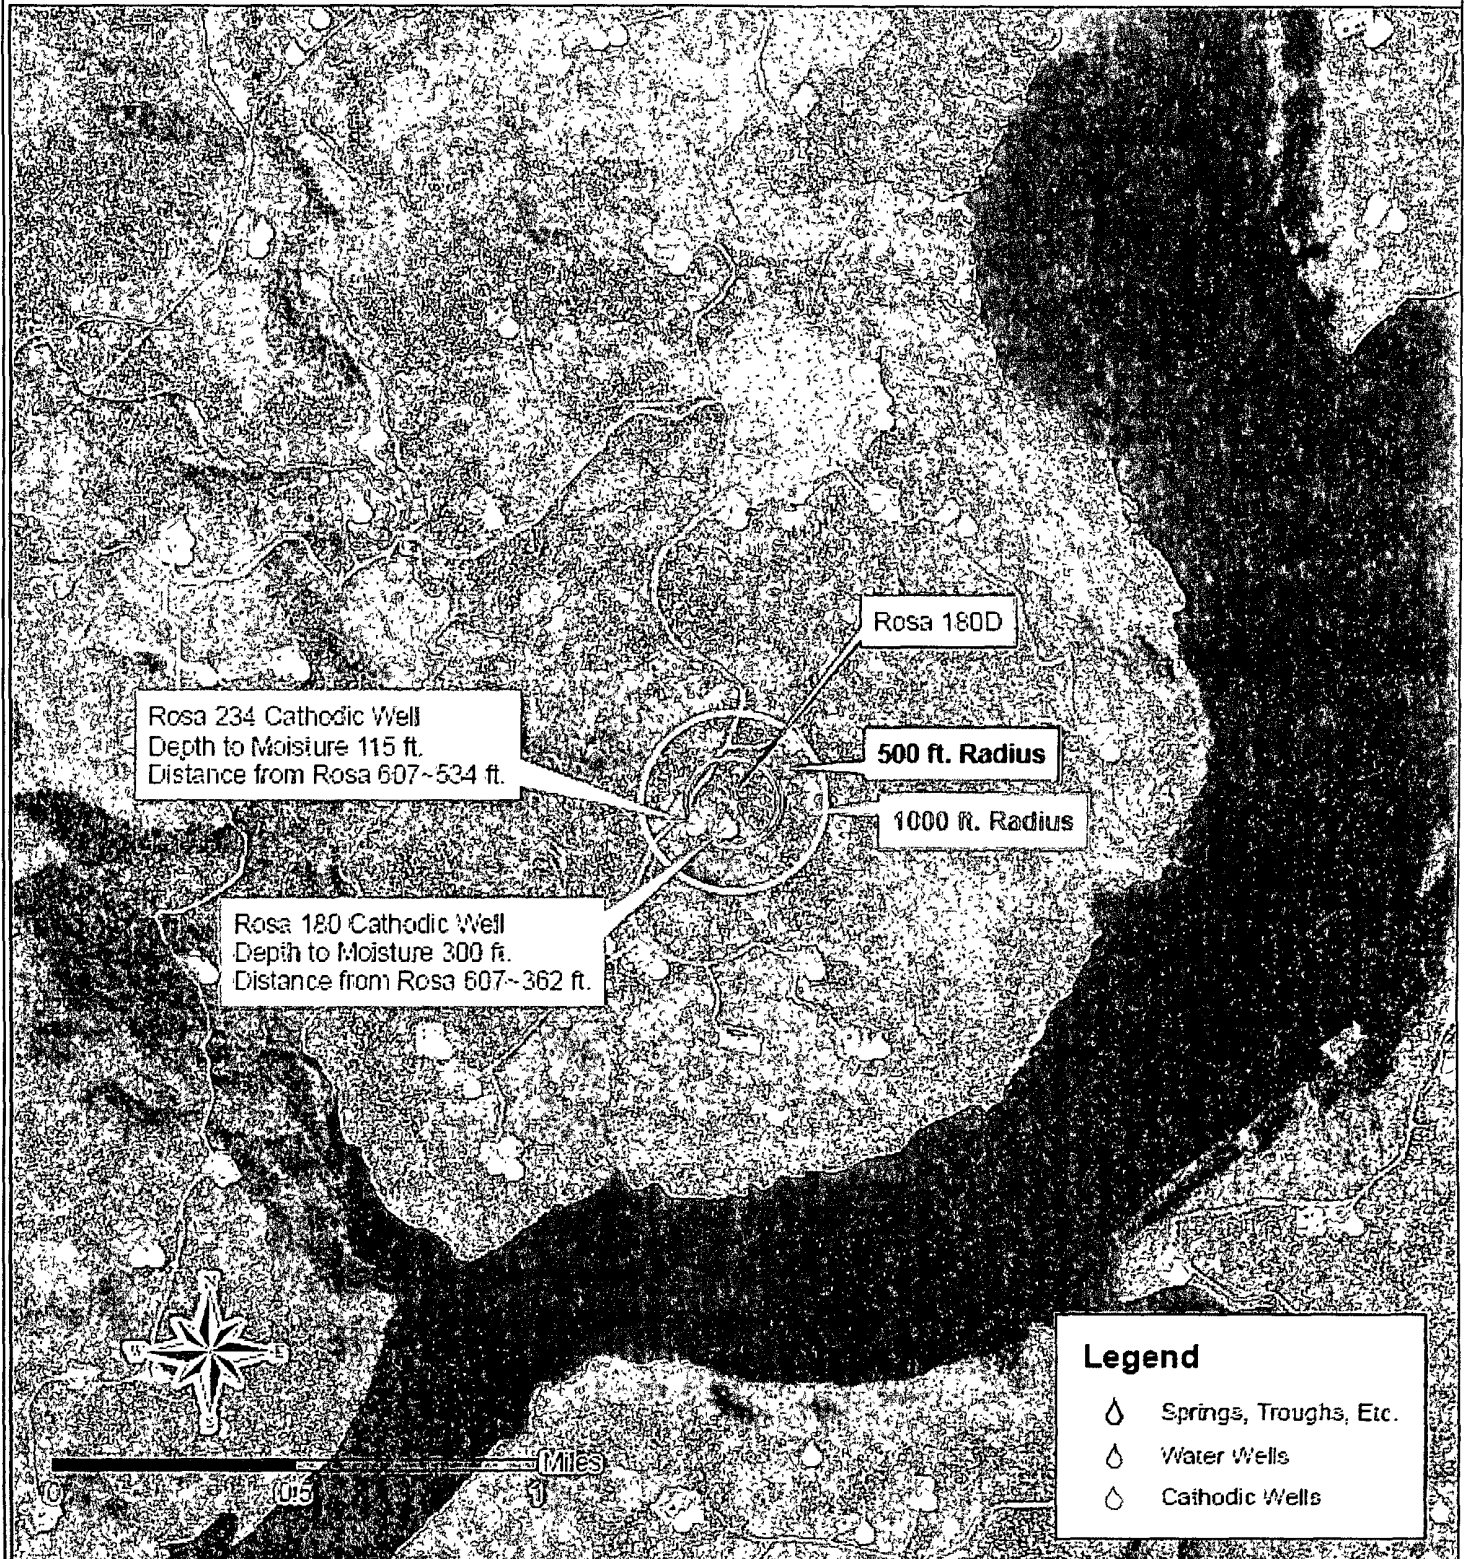 Rosa 180D
Rosa 234 Cathodic Well
Depth to Moisture 115 ft.
Distance from Rosa 607~534 ft.
500 ft. Radius
1000 ft. Radius
Rosa 180 Cathodic Well
Depth to Moisture 300 ft.
Distance from Rosa 607~362 ft.
N
W E
S
0 0.5 1 Miles
Legend
Springs, Troughs, Etc.
Water Wells
Cathodic Wells